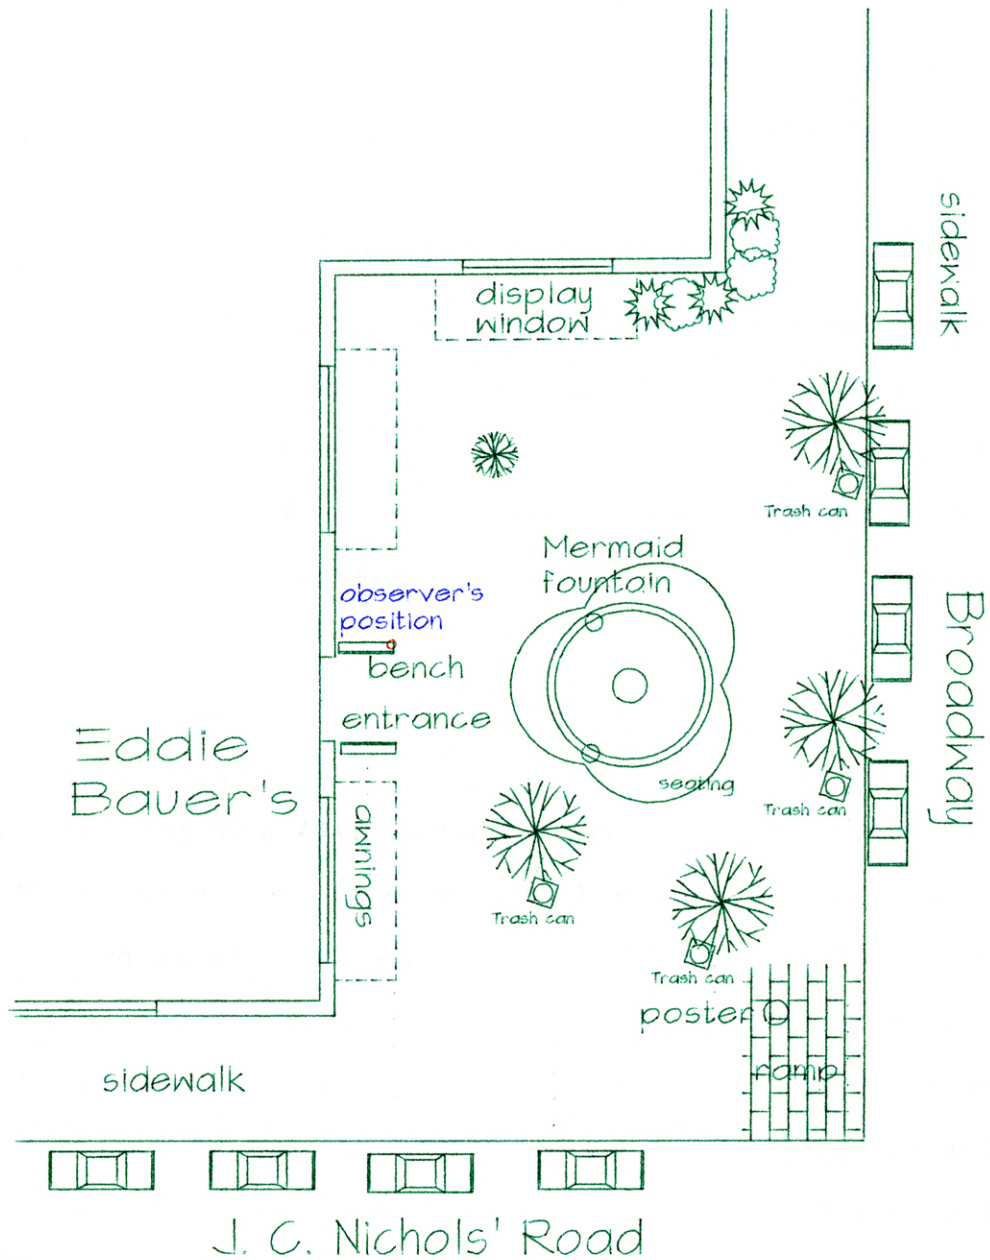 sidewalk
display
window
Trash can
Mermaid
fountain
observer's
position
bench
entrance
Broadway
Eddie
Bauer's
seating
Trash can
awnings
Trash can
Trash can
poster
ramp
sidewalk
J. C. Nichols' Road